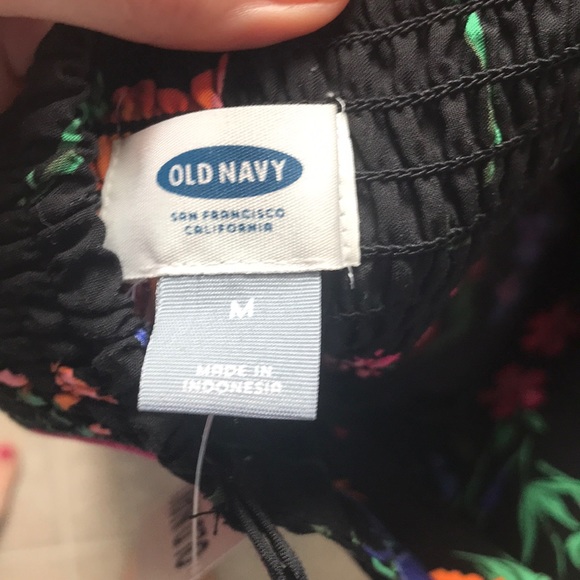 OLD NAVY
SAN FRANCISCO
CALIFORNIA
M
MADE IN
INDONESIA